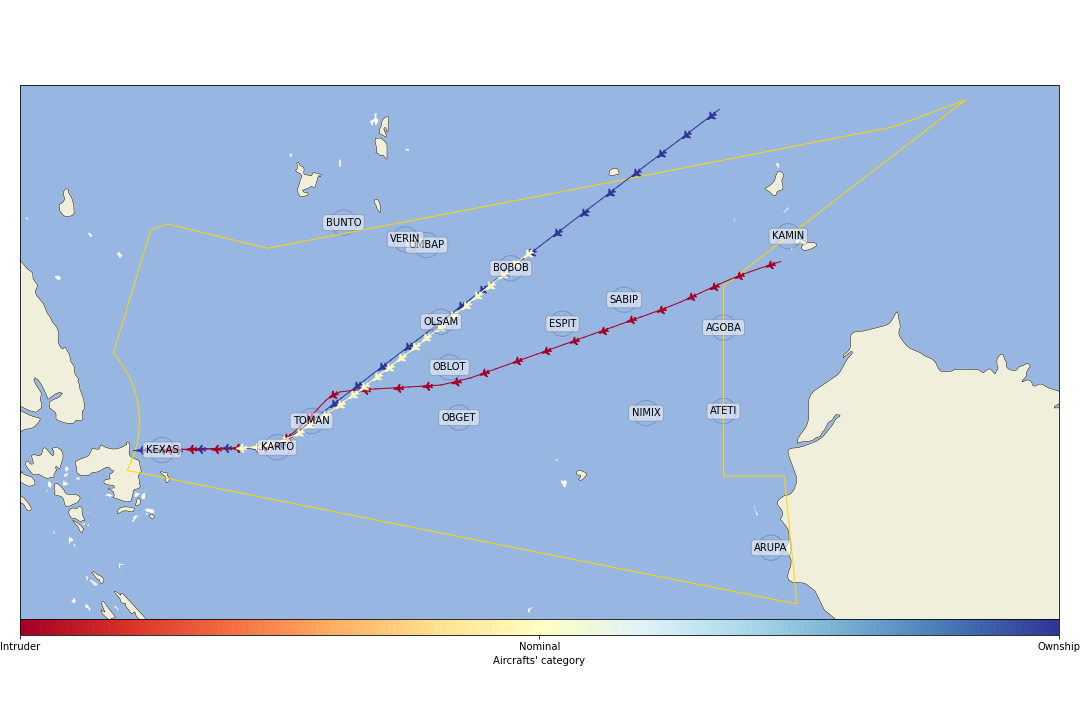 BUNTO
VERIN
OMBAP
KAMIN
BOBOB
SABIP
OLSAM
ESPIT
AGOBA
OBLOT
TOMAN
OBGET
NIMIX
ATETI
KEXAS
KARTO
ARUPA
Intruder
Nominal
Ownship
Aircrafts' category